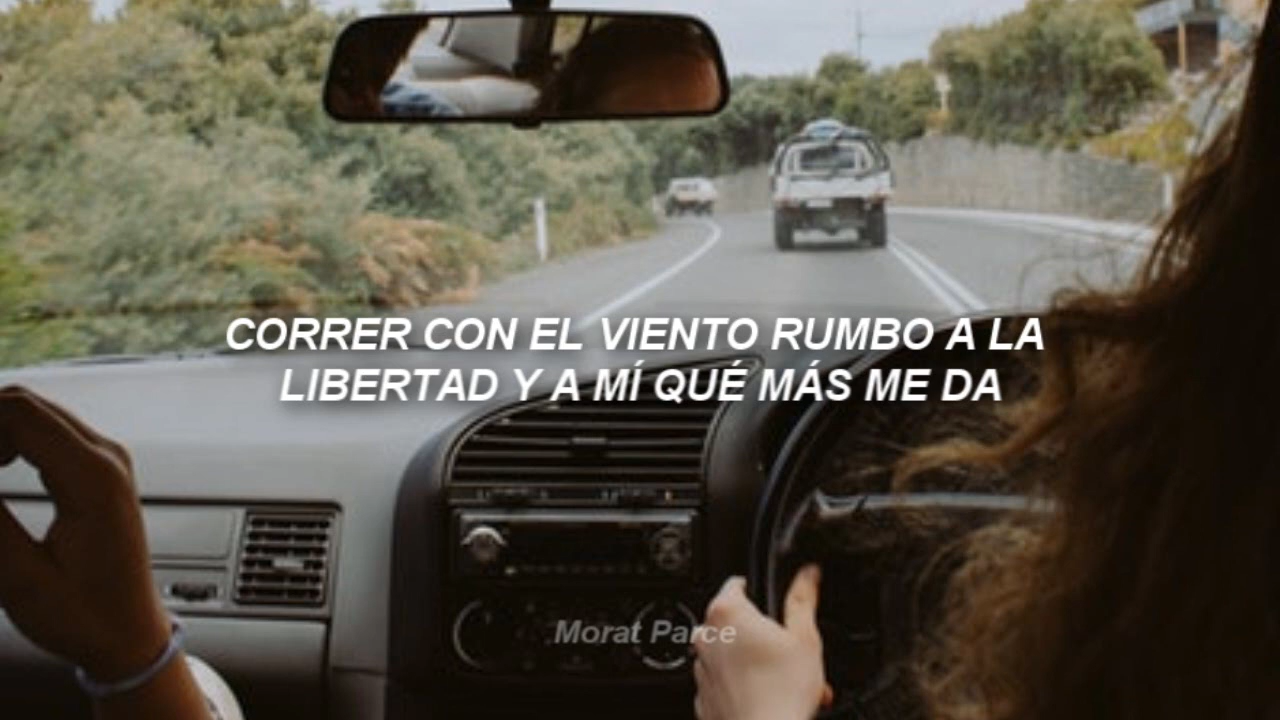 CORRER CON EL VIENTO RUMBO A LA
LIBERTAD Y A MÍ QUÉ MÁS ME DA
Morat Parce